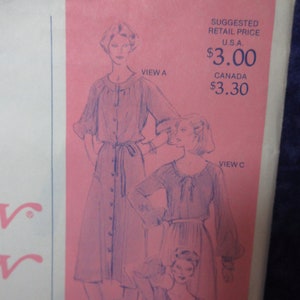 SUGGESTED
RETAIL PRICE
U.S.A.
$3.00
CANADA
$3.30
VIEW A
VIEW C